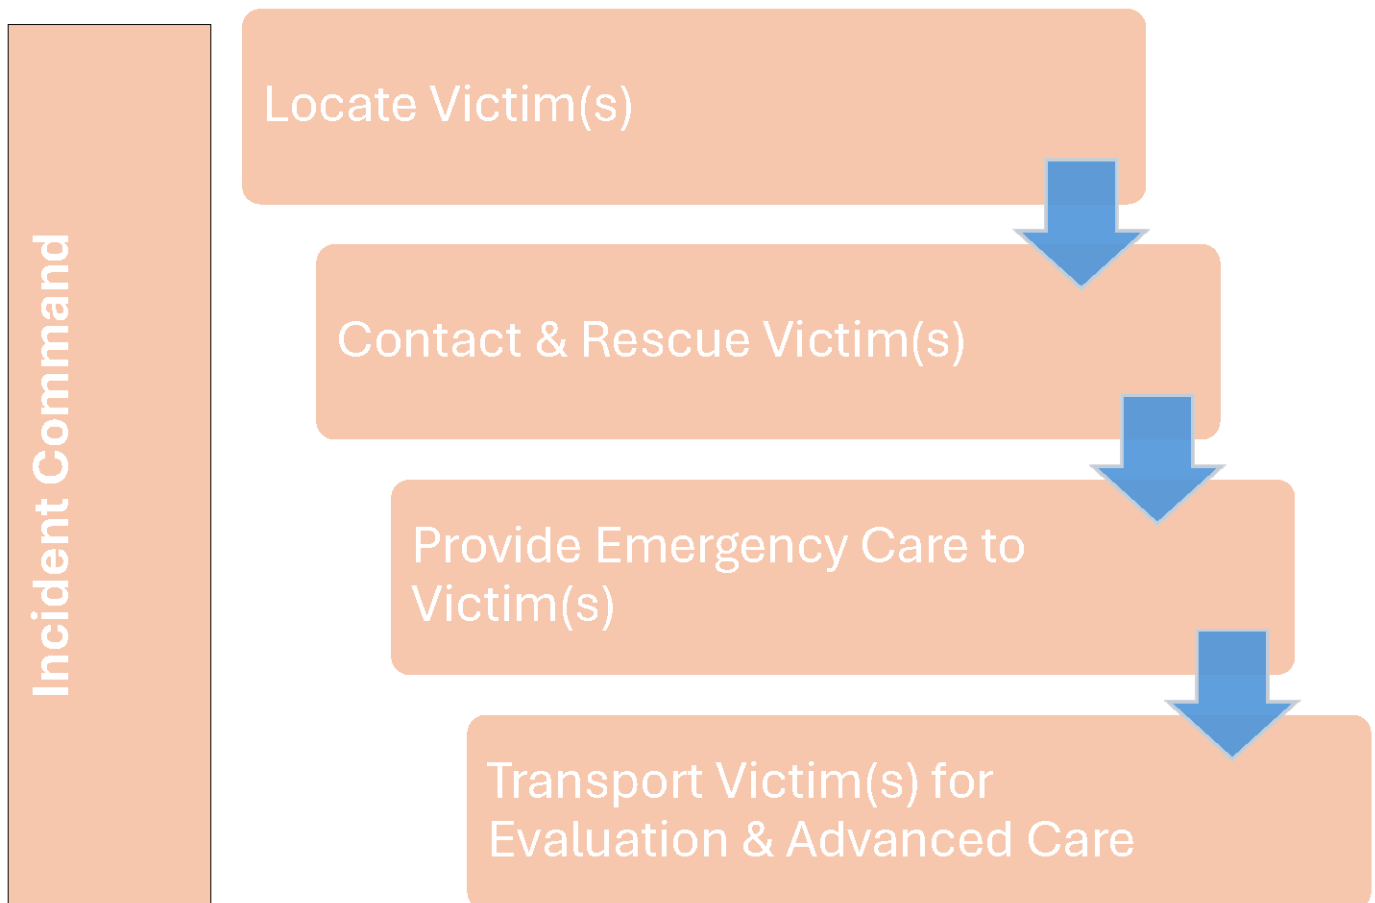 Incident Command
Locate Victim(s)
Contact & Rescue Victim(s)
Provide Emergency Care to
Victim(s)
Transport Victim(s) for
Evaluation & Advanced Care